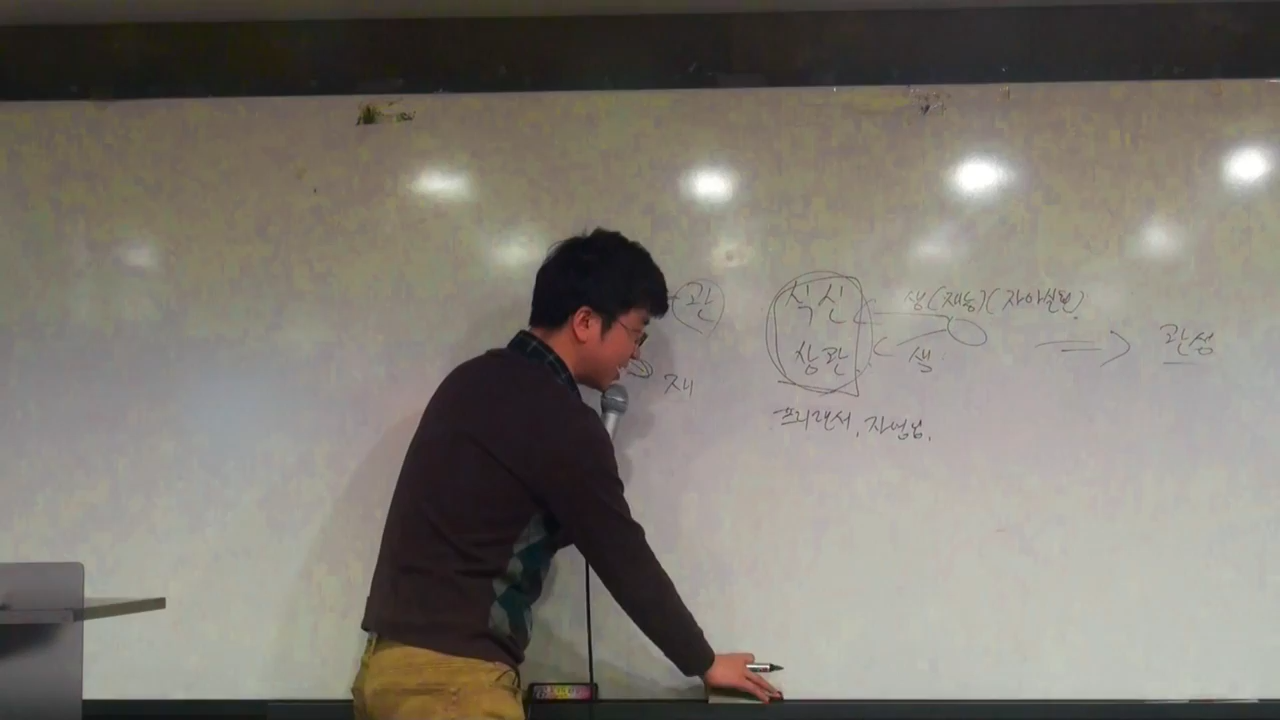 관
재
식신
상관
생(재능)(자아실현)
색
관성
프리랜서, 자영업.